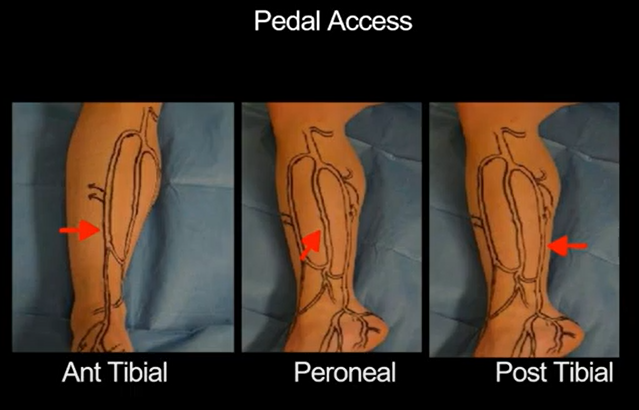 Pedal Access
Ant Tibial
Peroneal
Post Tibial